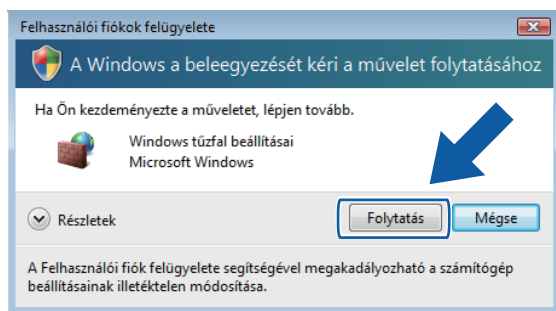 Felhasználói fiókok felügyelete
A Windows a beleegyezését kéri a művelet folytatásához
Ha Ön kezdeményezte a műveletet, lépjen tovább.
Windows tűzfal beállításai
Microsoft Windows
Részletek
Folytatás
Mégse
A Felhasználói fiók felügyelete segítségével megakadályozható a számítógép
beállításainak illetéktelen módosítása.